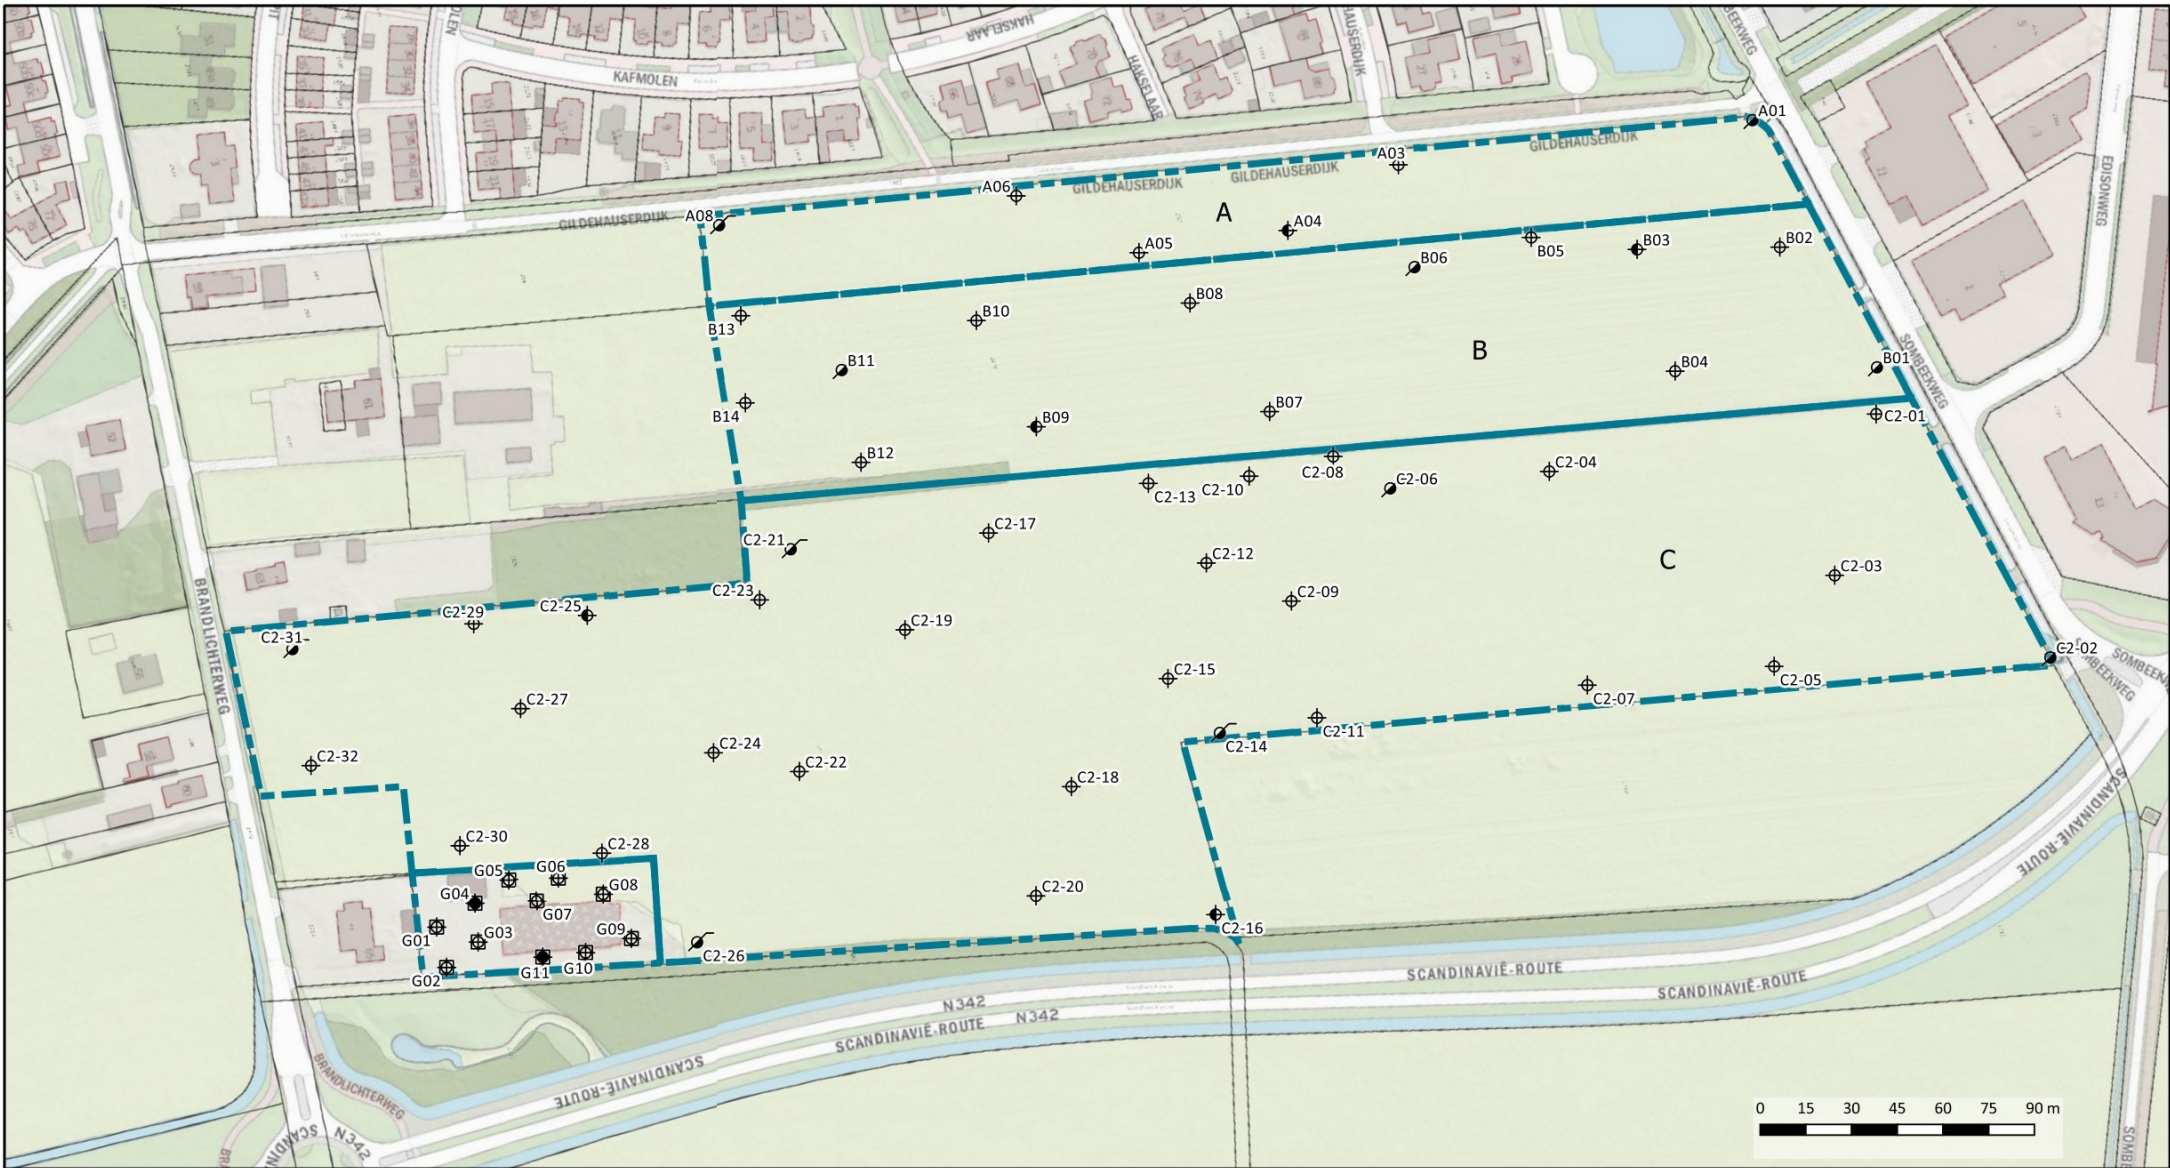 KAFMOLEN
HAKSELAAR
HAKSELAAR
HAUSERDIJK
BEEKWEG
EDISONWEG
A01
GILDEHAUSERDIJK
A03
GILDEHAUSERDIJK
GILDEHAUSERDIJK
A06
A
A08
GILDEHAUSERDIJK
A04
A05
B02
B03
B05
B06
B08
B10
B13
B
B01
SOMBEEKWEG
B11
B04
B14
B07
B09
C2-01
B12
C2-08
C2-04
C2-10
C2-06
C2-13
C2-17
C2-21
C2-12
C
C2-03
C2-23
C2-09
C2-25
C2-29
C2-19
C2-31
BRANDLICHTERWEG
C2-02
SOMBEEKWEG
C2-15
C2-05
C2-07
C2-27
C2-11
C2-14
C2-24
C2-32
C2-22
C2-18
C2-30
C2-28
G05
G06
G04
G08
G07
C2-20
G01
G03
G09
C2-16
C2-26
G02
G11
G10
SCANDINAVIË-ROUTE
SCANDINAVIË-ROUTE
SCANDINAVIË-ROUTE
N342
N342
SCANDINAVIË-ROUTE
SCANDINAVIË-ROUTE
BRANDLICHTERWEG
N342
0 15 30 45 60 75 90 m